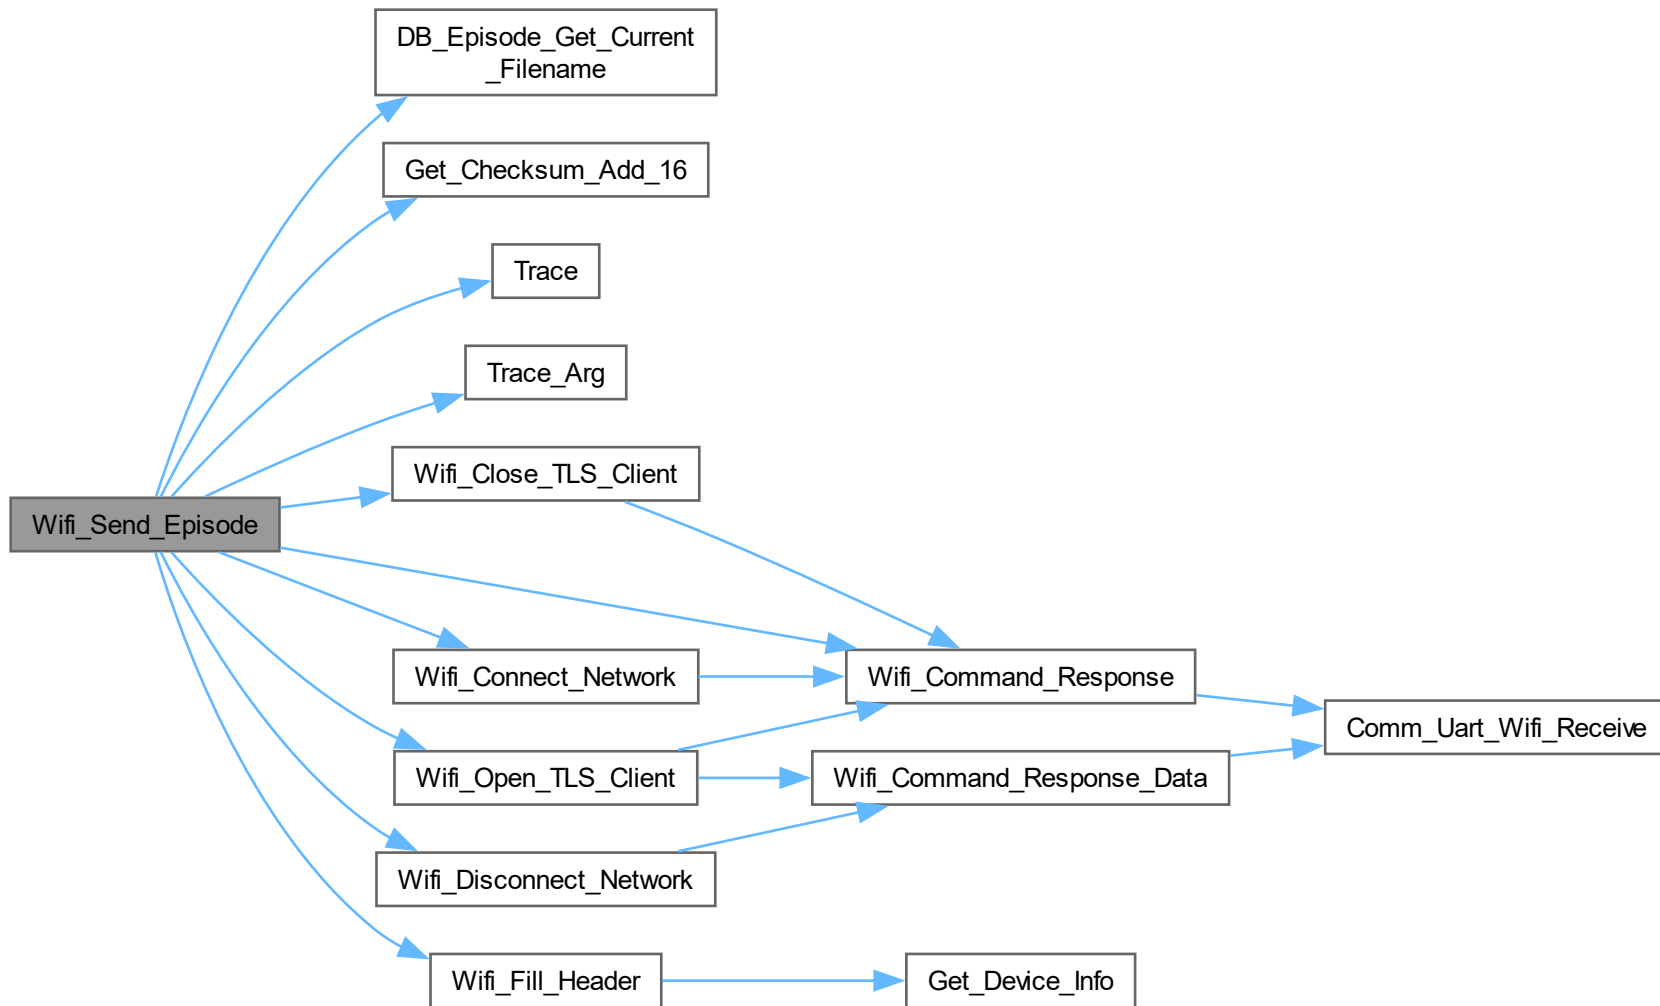 DB_Episode_Get_Current
_Filename
Get_Checksum_Add_16
Trace
Trace_Arg
Wifi_Close_TLS_Client
Wifi_Send_Episode
Wifi_Connect_Network
Wifi_Command_Response
Comm_Uart_Wifi_Receive
Wifi_Open_TLS_Client
Wifi_Command_Response_Data
Wifi_Disconnect_Network
Wifi_Fill_Header
Get_Device_Info